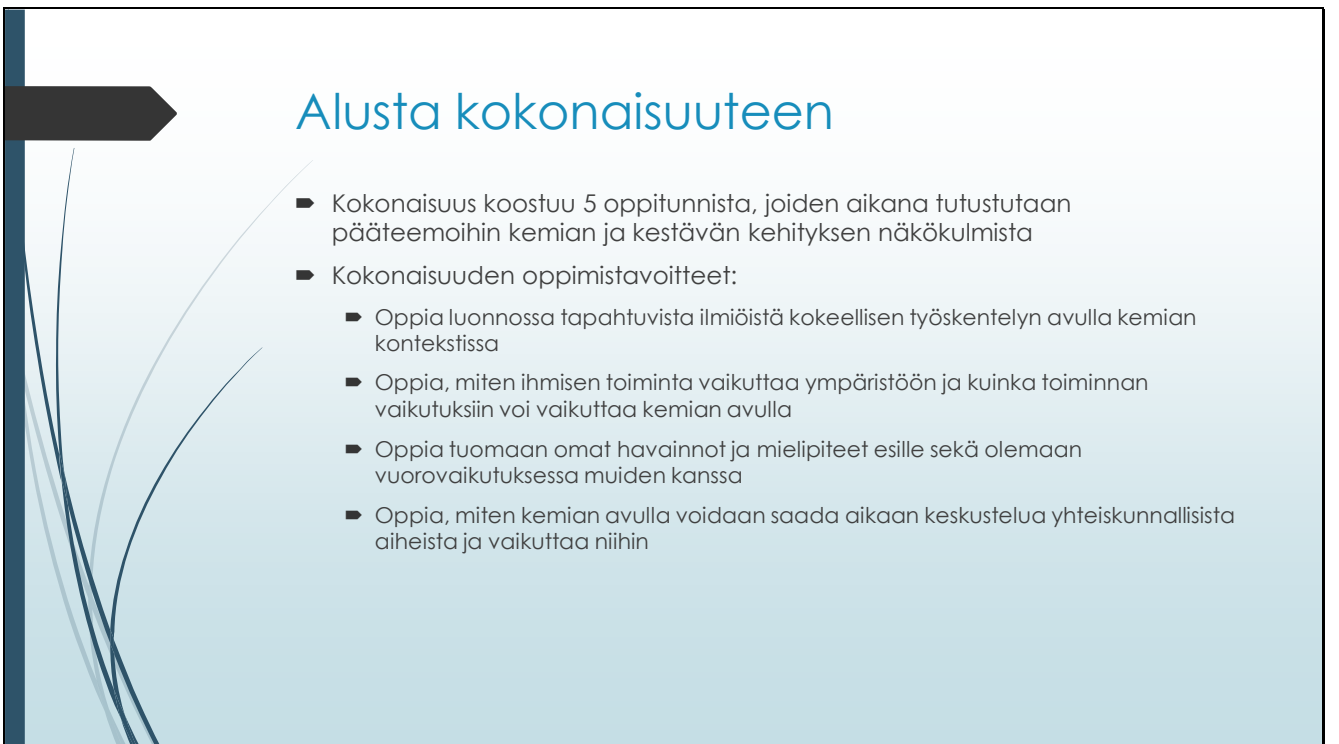 Alusta kokonaisuuteen
Kokonaisuus koostuu 5 oppitunnista, joiden aikana tutustutaan
pääteemoihin kemian ja kestävän kehityksen näkökulmista
Kokonaisuuden oppimistavoitteet:
Oppia luonnossa tapahtuvista ilmiöistä kokeellisen työskentelyn avulla kemian
kontekstissa
Oppia, miten ihmisen toiminta vaikuttaa ympäristöön ja kuinka toiminnan
vaikutuksiin voi vaikuttaa kemian avulla
Oppia tuomaan omat havainnot ja mielipiteet esille sekä olemaan
vuorovaikutuksessa muiden kanssa
Oppia, miten kemian avulla voidaan saada aikaan keskustelua yhteiskunnallisista
aiheista ja vaikuttaa niihin